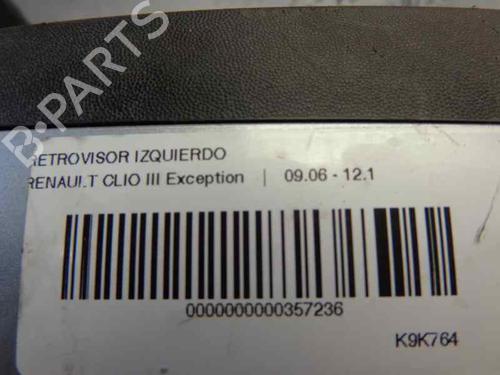 B-PARTS
RETROVISOR IZQUIERDO
RENAULT CLIO III Exception | 09.06 - 12.1
0000000000357236
K9K764